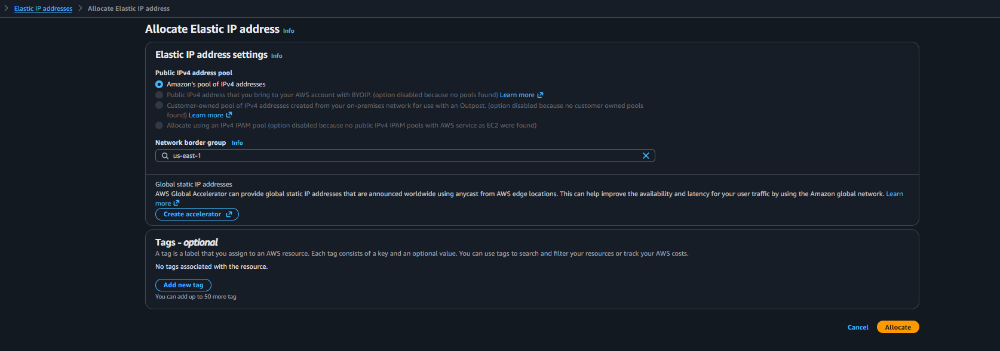 Elastic IP addresses > Allocate Elastic IP address
Allocate Elastic IP address Info
Elastic IP address settings Info
Public IPv4 address pool
Amazon's pool of IPv4 addresses
Public IPv4 address that you bring to your AWS account with BYOIP. (option disabled because no pools found) Learn more
Customer-owned pool of IPv4 addresses created from your on-premises network for use with an Outpost. (option disabled because no customer owned pools
found) Learn more
Allocate using an IPv4 IPAM pool (option disabled because no public IPv4 IPAM pools with AWS service as EC2 were found)
Network border group Info
us-east-1
Global static IP addresses
AWS Global Accelerator can provide global static IP addresses that are announced worldwide using anycast from AWS edge locations. This can help improve the availability and latency for your user traffic by using the Amazon global network. Learn
more
Create accelerator
Tags - optional
A tag is a label that you assign to an AWS resource. Each tag consists of a key and an optional value. You can use tags to search and filter your resources or track your AWS costs.
No tags associated with the resource.
Add new tag
You can add up to 50 more tag
Cancel Allocate